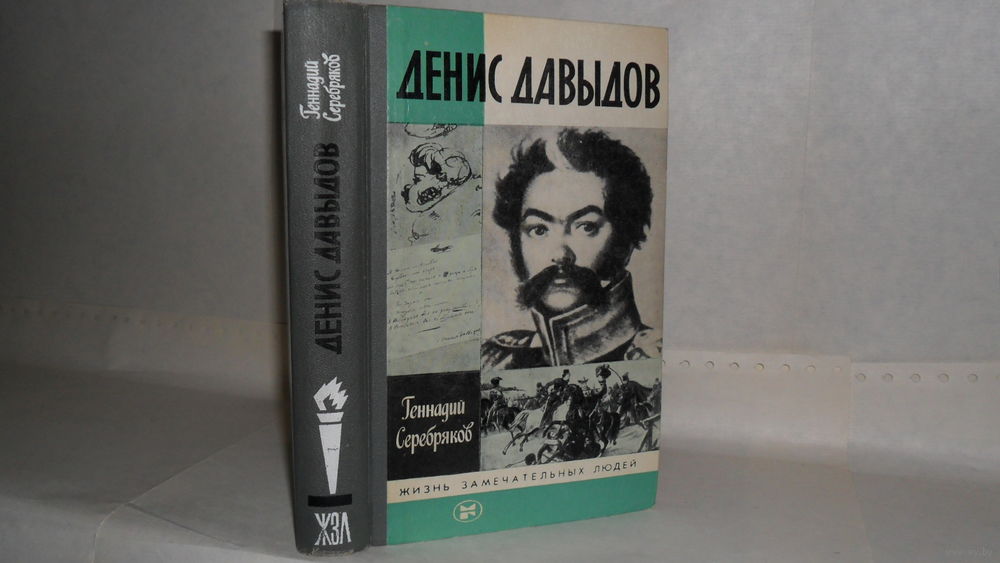 Геннадий
Серебряков
ДЕНИС ДАВЫДОВ
ЖЗЛ
ДЕНИС ДАВЫДОВ
Геннадий
Серебряков
ЖИЗНЬ ЗАМЕЧАТЕЛЬНЫХ ЛЮДЕЙ